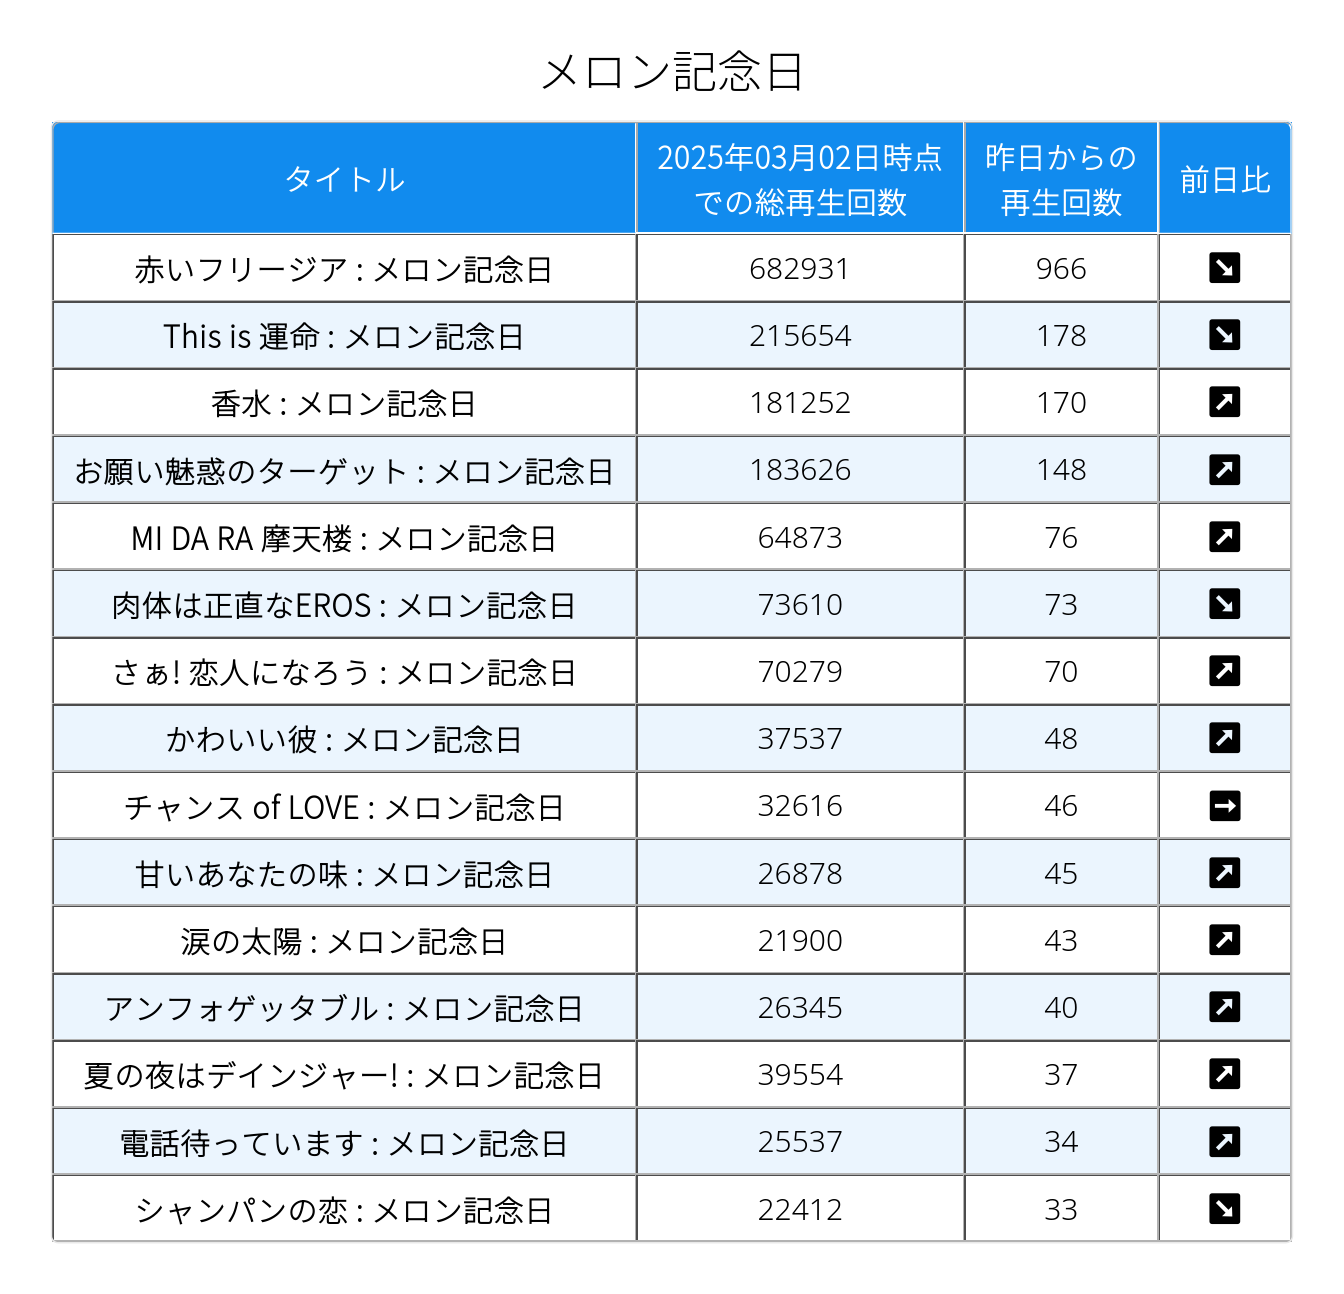 メロン記念日
タイトル
2025年03月02日時点
での総再生回数
昨日からの
再生回数
前日比
赤いフリージア : メロン記念日 682931 966 ↘
This is 運命 : メロン記念日 215654 178 ↘
香水 : メロン記念日 181252 170 ↗
お願い魅惑のターゲット : メロン記念日 183626 148 ↗
MI DA RA 摩天楼 : メロン記念日 64873 76 ↗
肉体は正直なEROS : メロン記念日 73610 73 ↘
さぁ! 恋人になろう : メロン記念日 70279 70 ↗
かわいい彼 : メロン記念日 37537 48 ↗
チャンス of LOVE : メロン記念日 32616 46 →
甘いあなたの味 : メロン記念日 26878 45 ↗
涙の太陽 : メロン記念日 21900 43 ↗
アンフォゲッタブル : メロン記念日 26345 40 ↗
夏の夜はデインジャー! : メロン記念日 39554 37 ↗
電話待っています : メロン記念日 25537 34 ↗
シャンパンの恋 : メロン記念日 22412 33 ↘